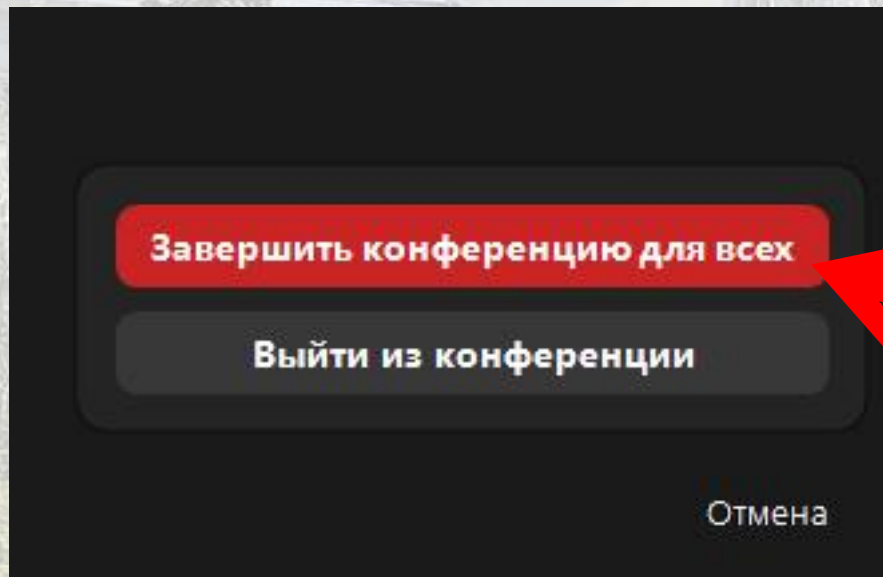 Завершить конференцию для всех
Выйти из конференции
Отмена